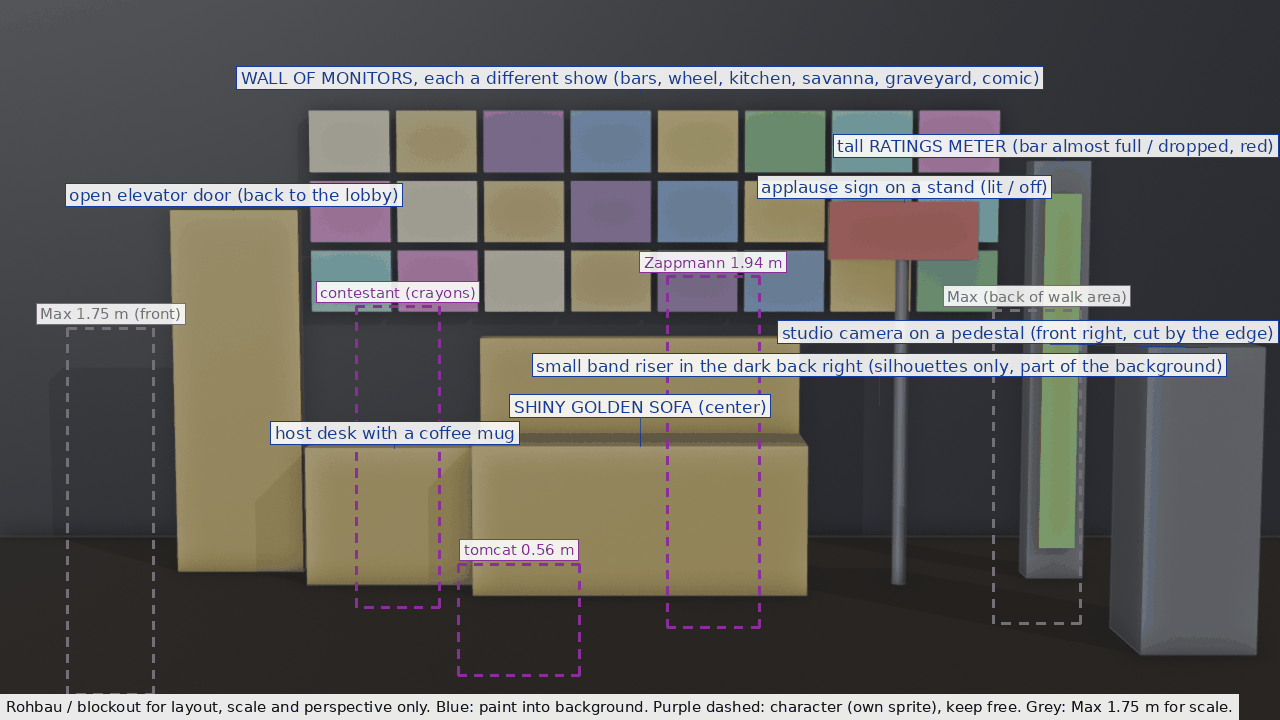 WALL OF MONITORS, each a different show (bars, wheel, kitchen, savanna, graveyard, comic)
tall RATINGS METER (bar almost full / dropped, red)
applause sign on a stand (lit / off)
open elevator door (back to the lobby)
Zappmann 1.94 m
contestant (crayons)
Max (back of walk area)
Max 1.75 m (front)
studio camera on a pedestal (front right, cut by the edge)
small band riser in the dark back right (silhouettes only, part of the background)
SHINY GOLDEN SOFA (center)
host desk with a coffee mug
tomcat 0.56 m
Rohbau / blockout for layout, scale and perspective only. Blue: paint into background. Purple dashed: character (own sprite), keep free. Grey: Max 1.75 m for scale.